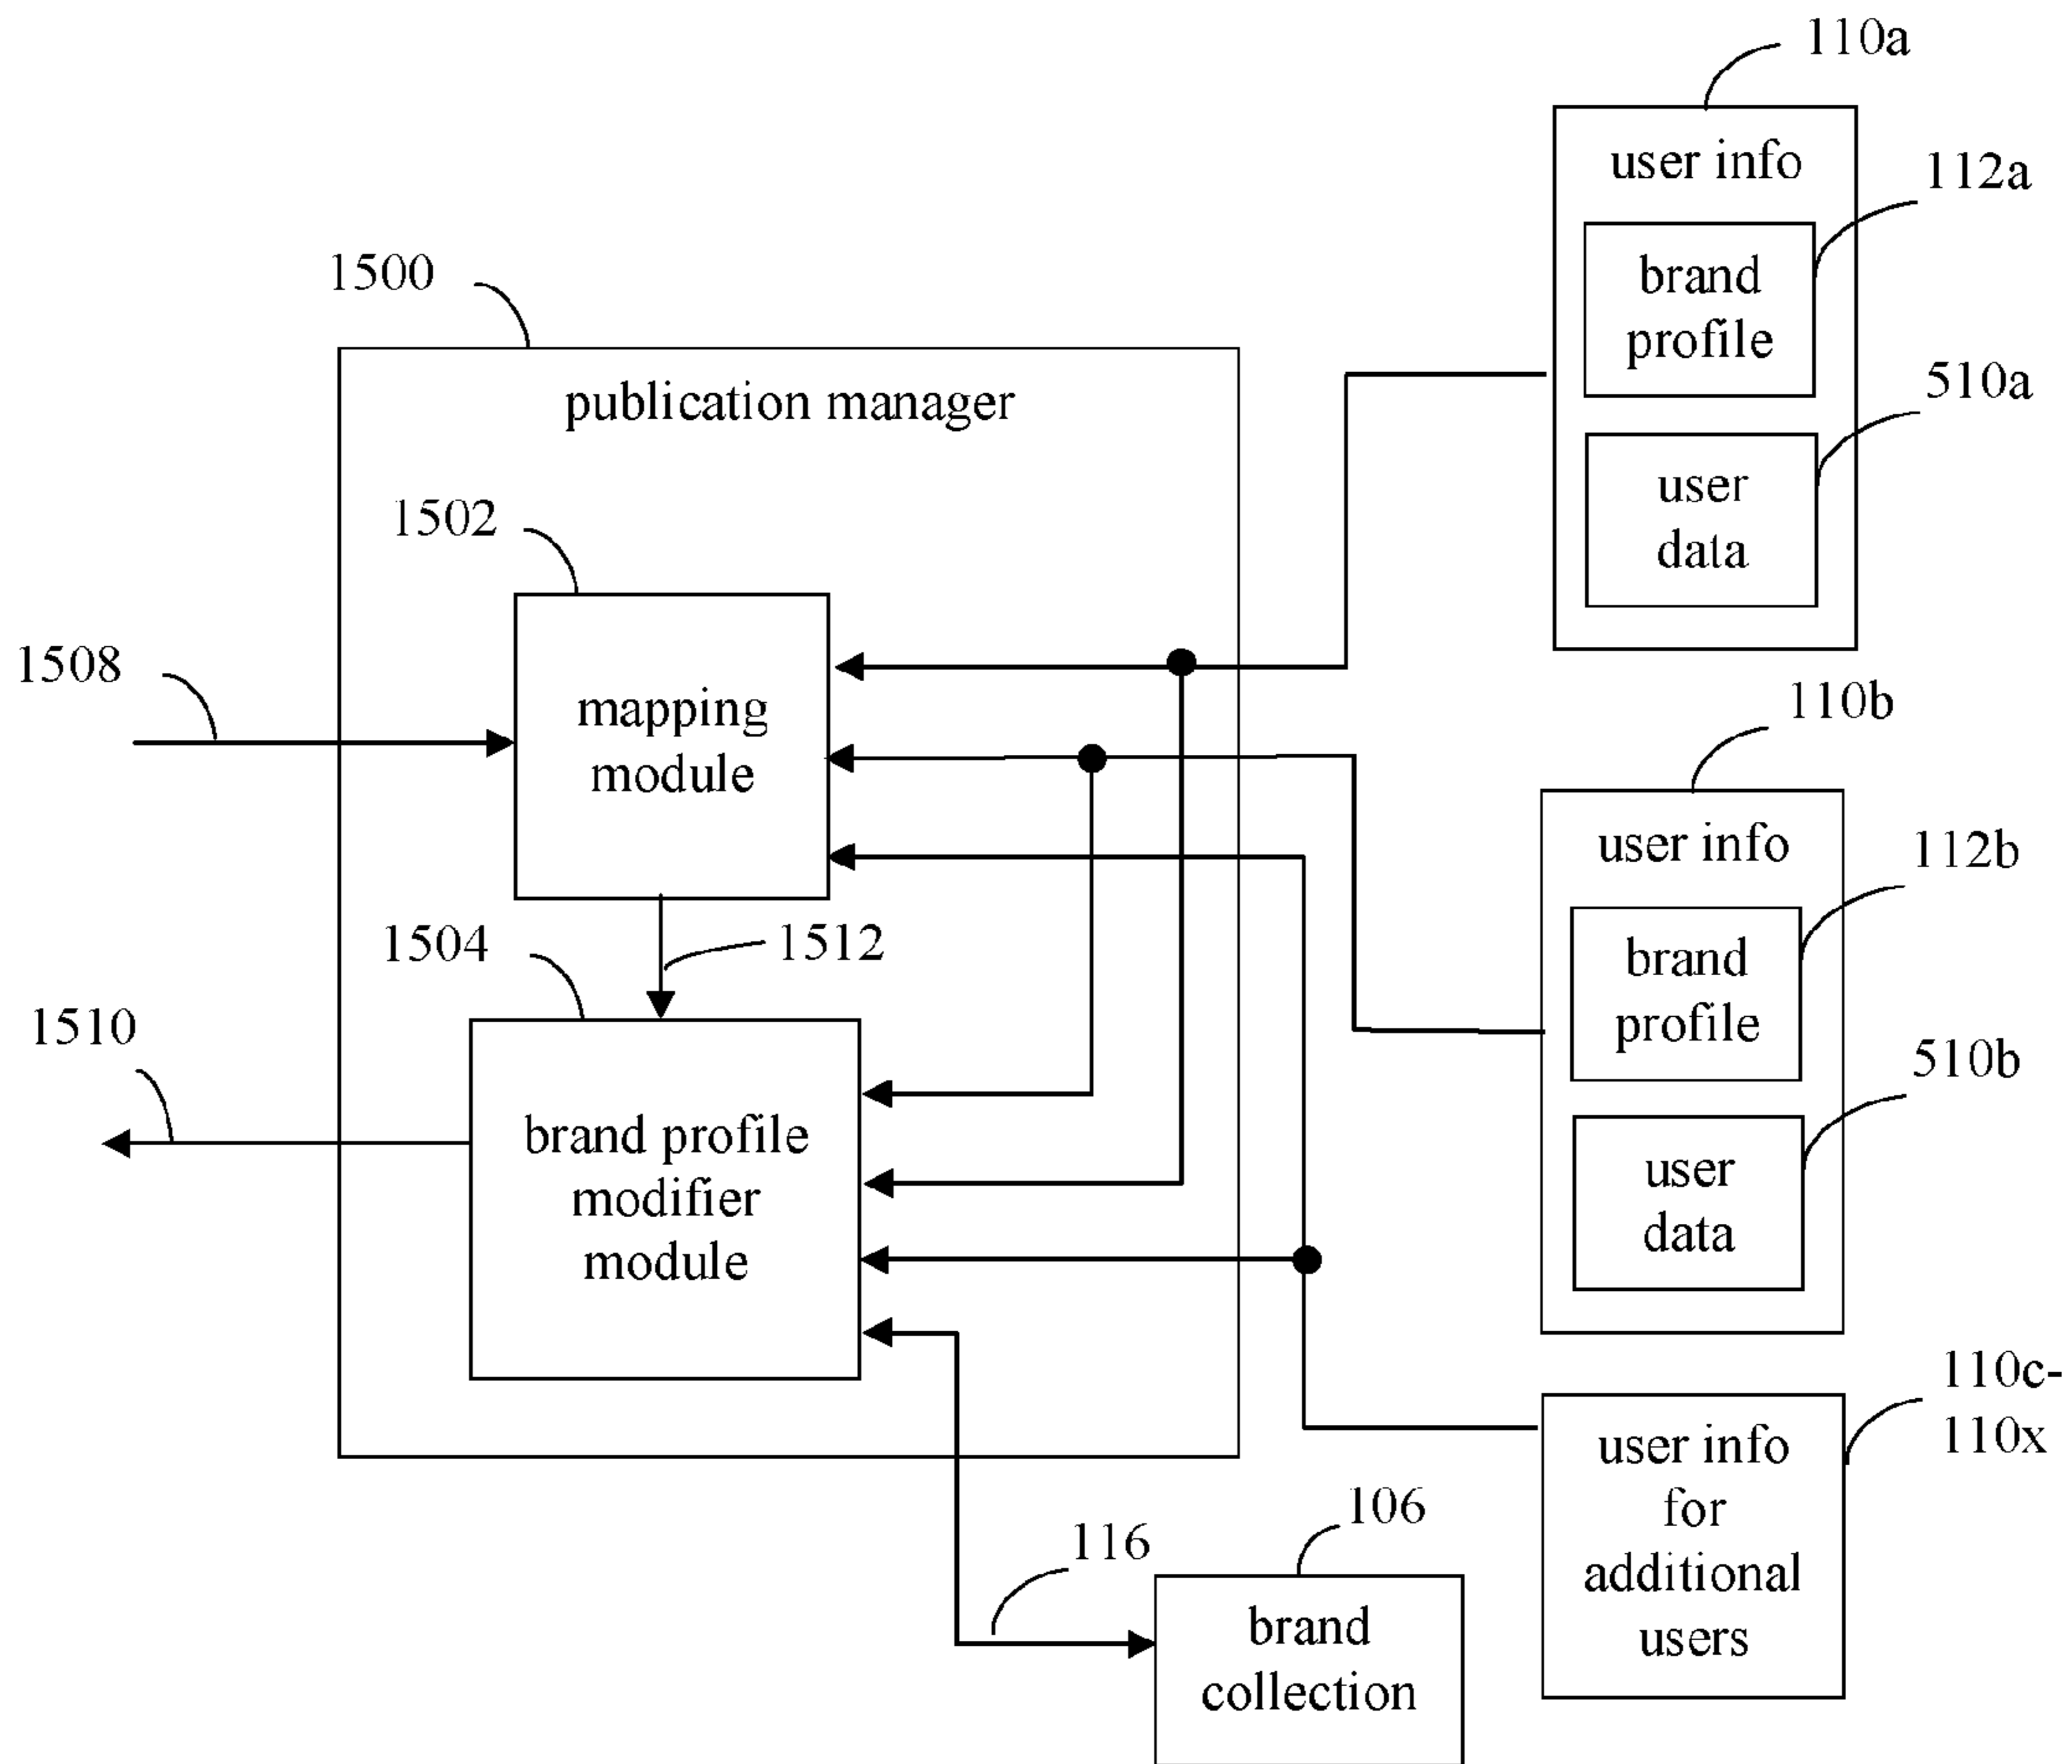 110a
user info
112a
brand
profile
510a
user
data
1500
publication manager
1502
1508
mapping
module
110b
user info
112b
brand
profile
510b
user
data
1504
1512
1510
brand profile
modifier
module
110c-
110x
user info
for
additional
users
106
116
brand
collection